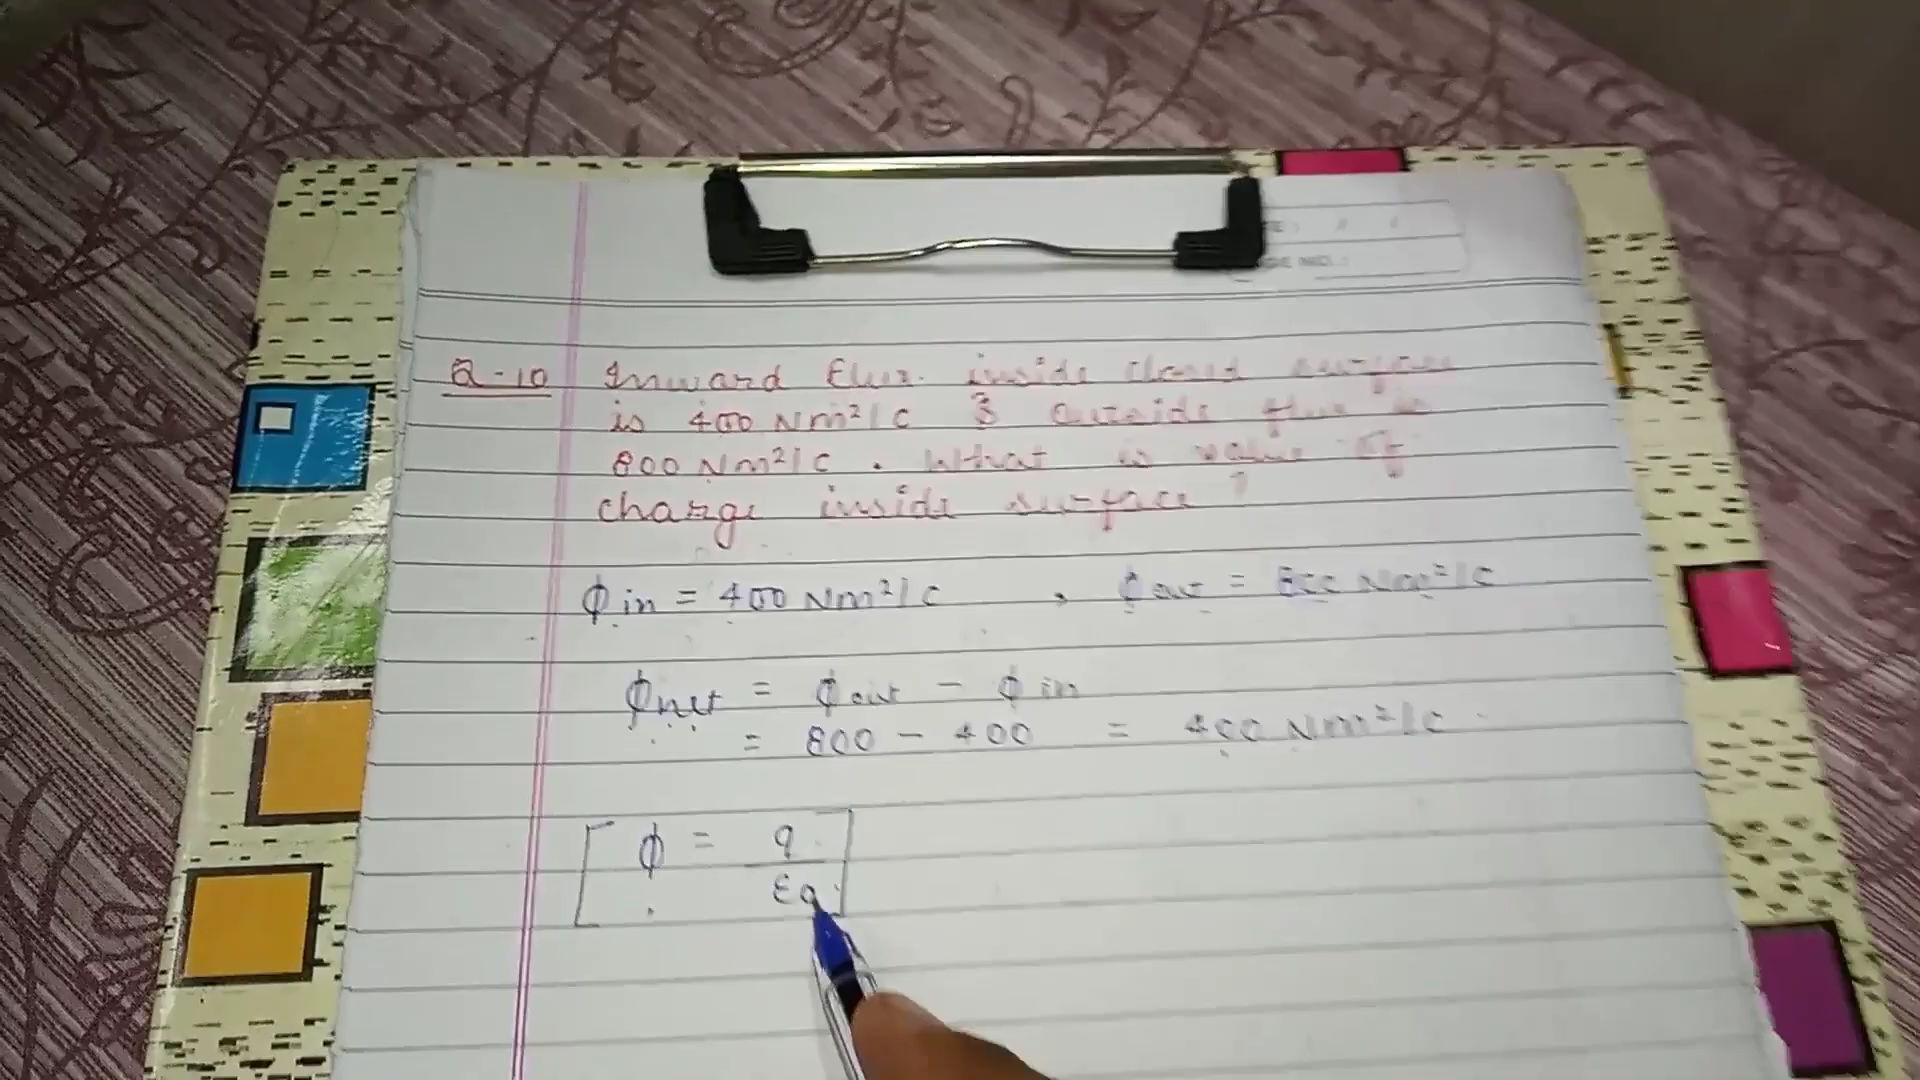 Q-10 Inward flux inside closed surface
is 400 Nm²/C & outside flux is
800 Nm²/C. What is value of
charge inside surface?
ϕin = 400 Nm²/C , ϕout = 800 Nm²/C
ϕnet = ϕout - ϕin
= 800 - 400 = 400 Nm²/C
ϕ = q
ε0